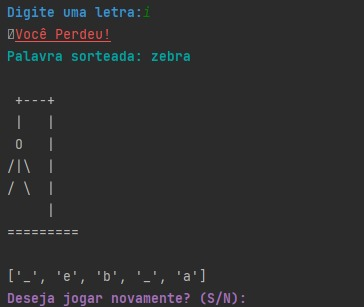 Digite uma letra:i
Você Perdeu!
Palavra sorteada: zebra
 +---+
 |   |
 O   |
/|\  |
/ \  |
     |
=========
['_', 'e', 'b', '_', 'a']
Deseja jogar novamente? (S/N):